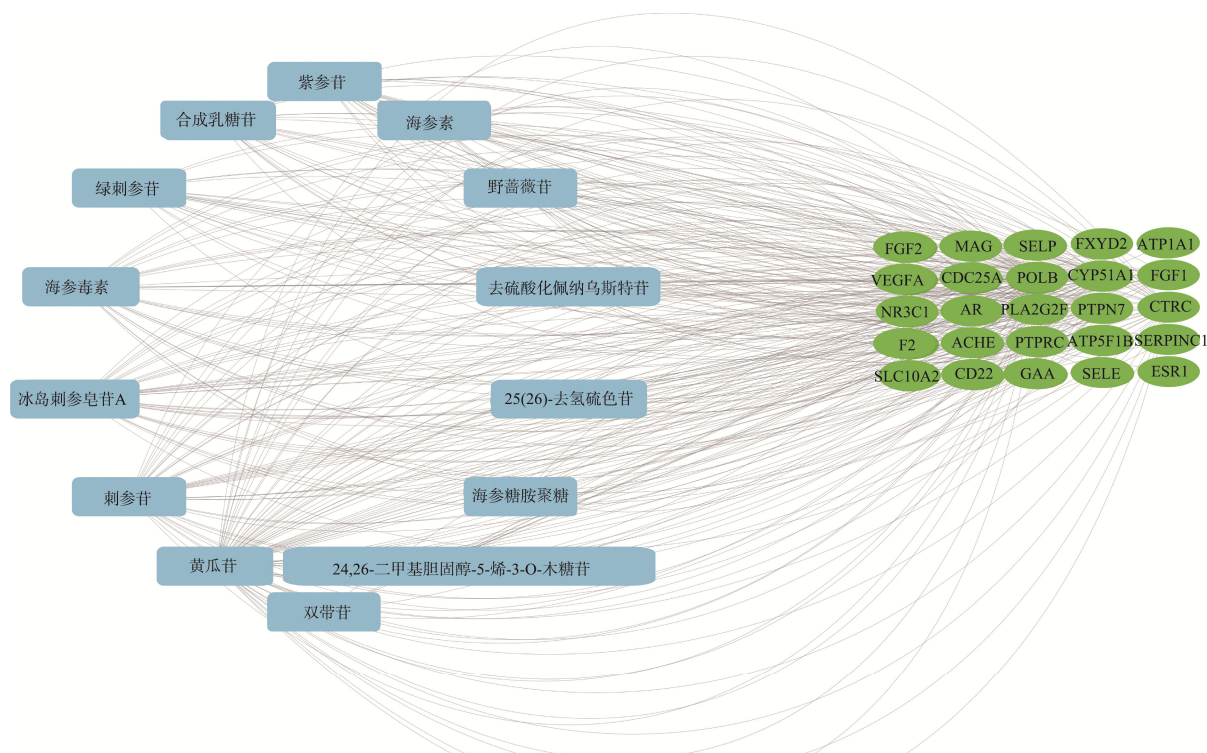 紫参苷
合成乳糖苷
海参素
绿刺参苷
野蔷薇苷
海参毒素
去硫酸化佩纳乌斯特苷
冰岛刺参皂苷A
25(26)-去氢硫色苷
刺参苷
海参糖胺聚糖
黄瓜苷
24,26-二甲基胆固醇-5-烯-3-O-木糖苷
双带苷
FGF2 MAG SELP FXYD2 ATP1A1
VEGFA CDC25A POLB CYP51A1 FGF1
NR3C1 AR PLA2G2F PTPN7 CTRC
F2 ACHE PTPRC ATP5F1B SERPINC1
SLC10A2 CD22 GAA SELE ESR1